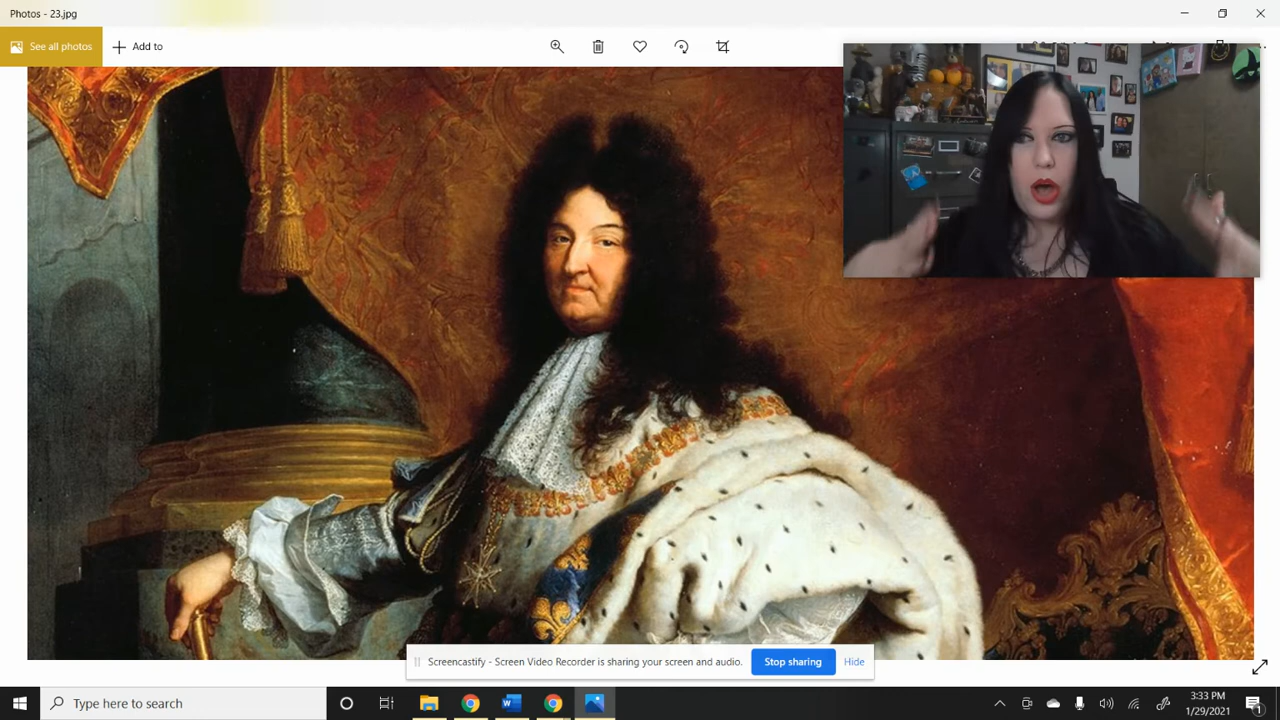 Photos - 23.jpg
See all photos
Add to
Screencastify - Screen Video Recorder is sharing your screen and audio.
Stop sharing
Hide
Type here to search
3:33 PM
1/29/2021
1